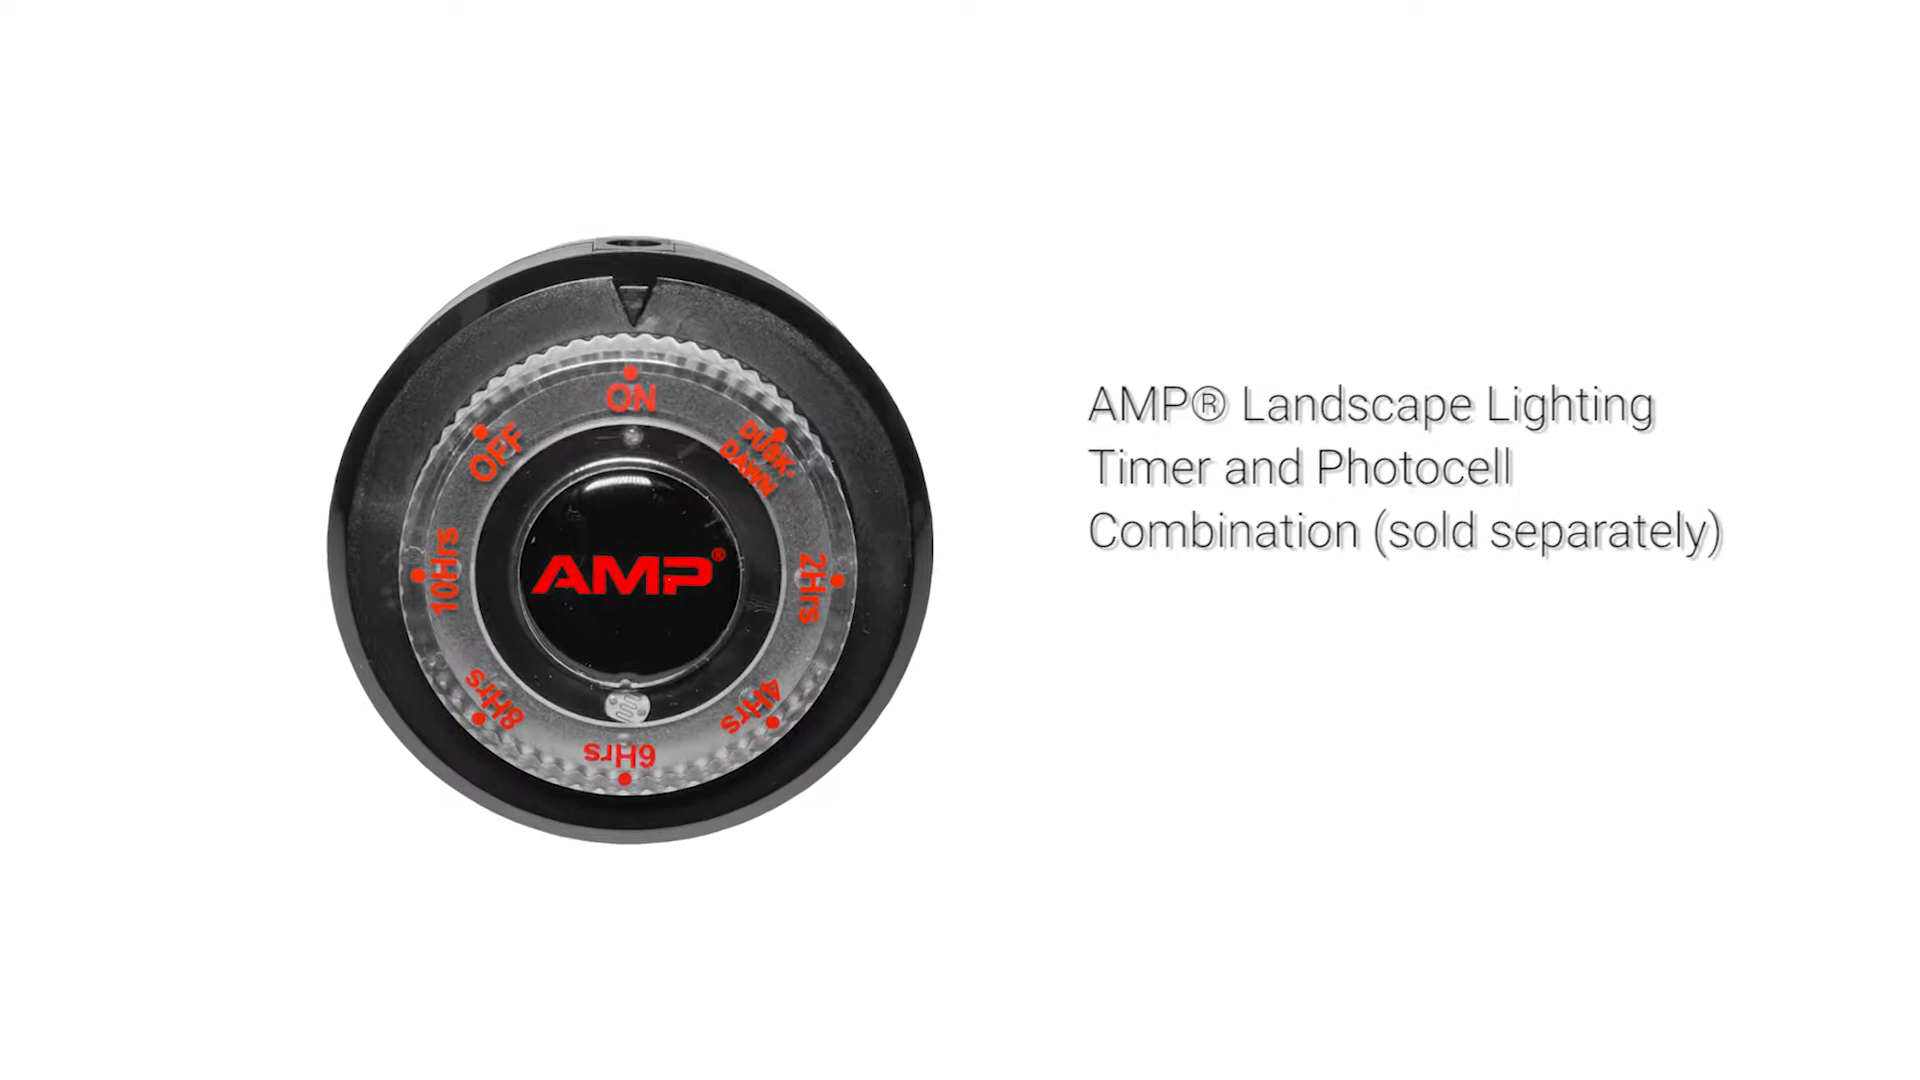 ON
DUSK-
DAWN
2Hrs
4Hrs
6Hrs
8Hrs
10Hrs
OFF
AMP®
AMP® Landscape Lighting
Timer and Photocell
Combination (sold separately)